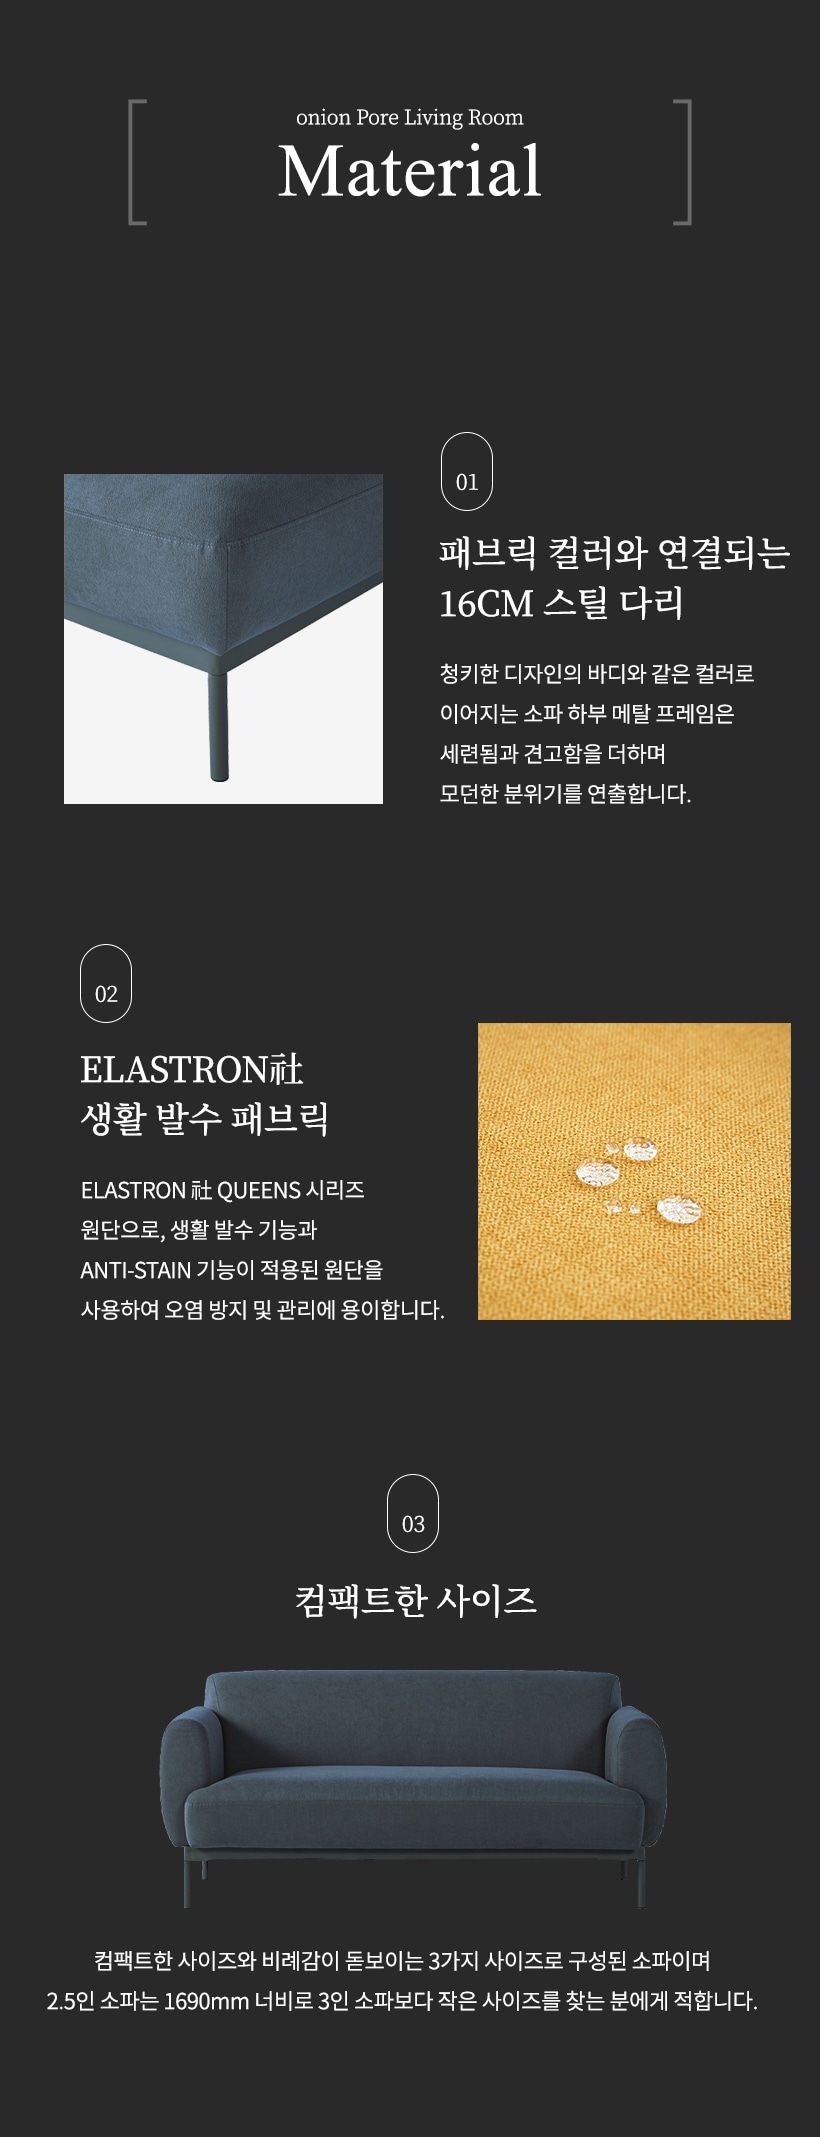 onion Pore Living Room
Material
01
패브릭 컬러와 연결되는
16CM 스틸 다리
청키한 디자인의 바디와 같은 컬러로
이어지는 소파 하부 메탈 프레임은
세련됨과 견고함을 더하며
모던한 분위기를 연출합니다.
02
ELASTRON社
생활 발수 패브릭
ELASTRON 社 QUEENS 시리즈
원단으로, 생활 발수 기능과
ANTI-STAIN 기능이 적용된 원단을
사용하여 오염 방지 및 관리에 용이합니다.
03
컴팩트한 사이즈
컴팩트한 사이즈와 비례감이 돋보이는 3가지 사이즈로 구성된 소파이며
2.5인 소파는 1690mm 너비로 3인 소파보다 작은 사이즈를 찾는 분에게 적합니다.